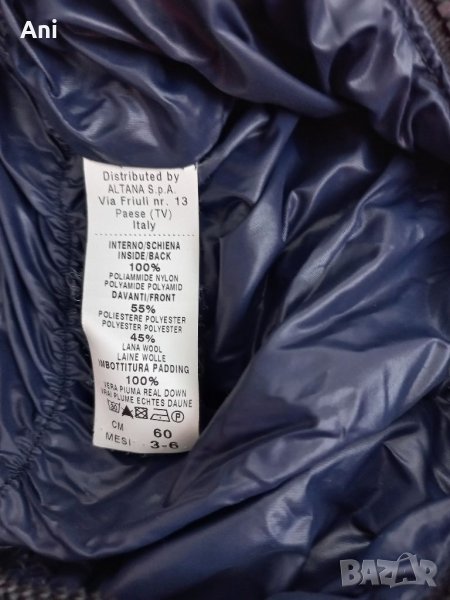 Ani
Distributed by
ALTANA S.p.A.
Via Friuli nr. 13
Paese (TV)
Italy
INTERNO/SCHIENA
INSIDE/BACK
100%
POLIAMMIDE NYLON
POLYAMIDE POLYAMID
DAVANTI/FRONT
55%
POLIESTERE POLYESTER
POLYESTER POLYESTER
45%
LANA WOOL
LAINE WOLLE
IMBOTTITURA PADDING
100%
VERA PIUMA REAL DOWN
VRAI PLUME ECHTES DAUNE
CM 60
MESI 3-6
BAZAR